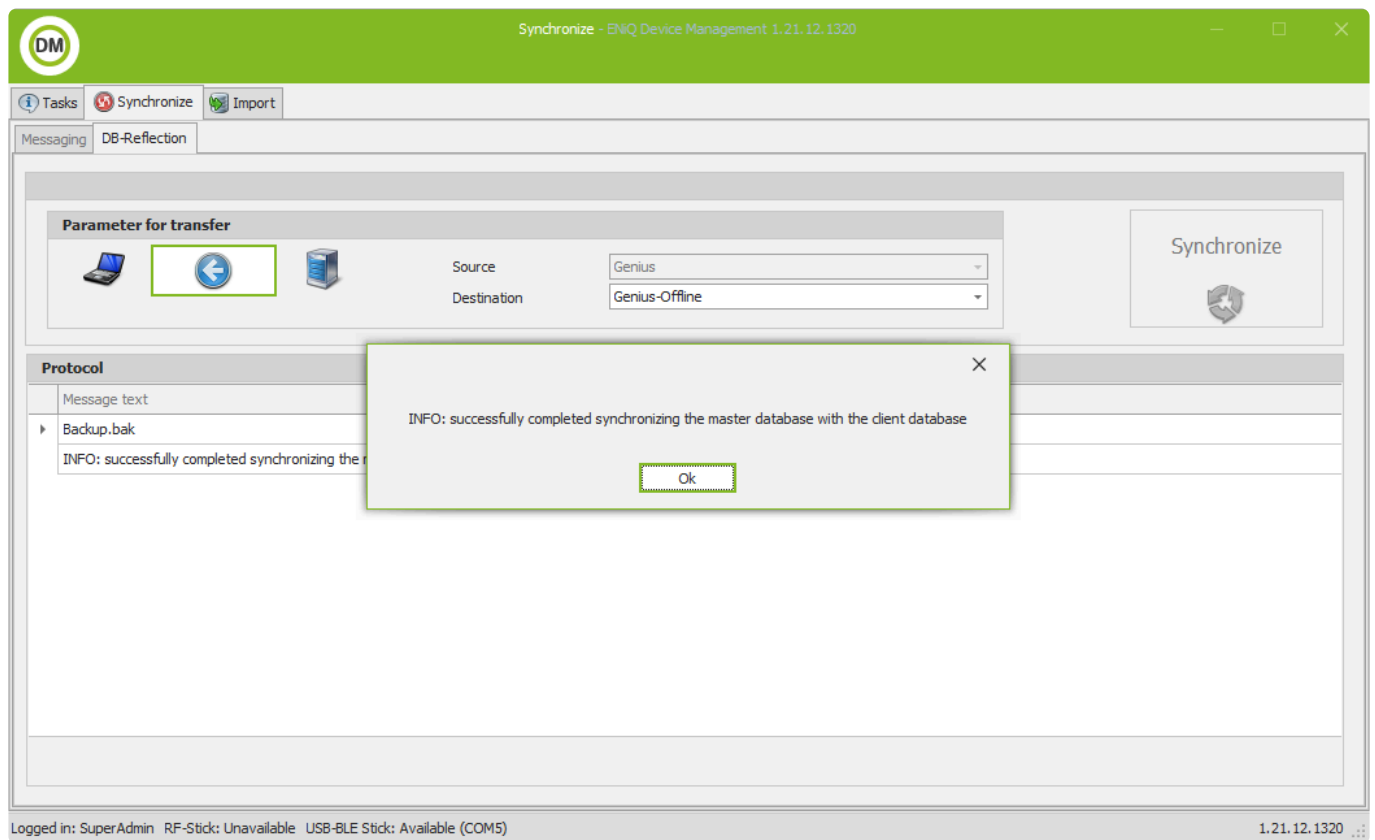 Synchronize - ENiQ Device Management 1.21.12.1320
DM
Tasks Synchronize Import
Messaging DB-Reflection
Parameter for transfer
Synchronize
Source Genius
Destination Genius-Offline
Protocol
Message text
INFO: successfully completed synchronizing the master database with the client database
Backup.bak
INFO: successfully completed synchronizing the
Ok
Logged in: SuperAdmin RF-Stick: Unavailable USB-BLE Stick: Available (COM5) 1.21.12.1320